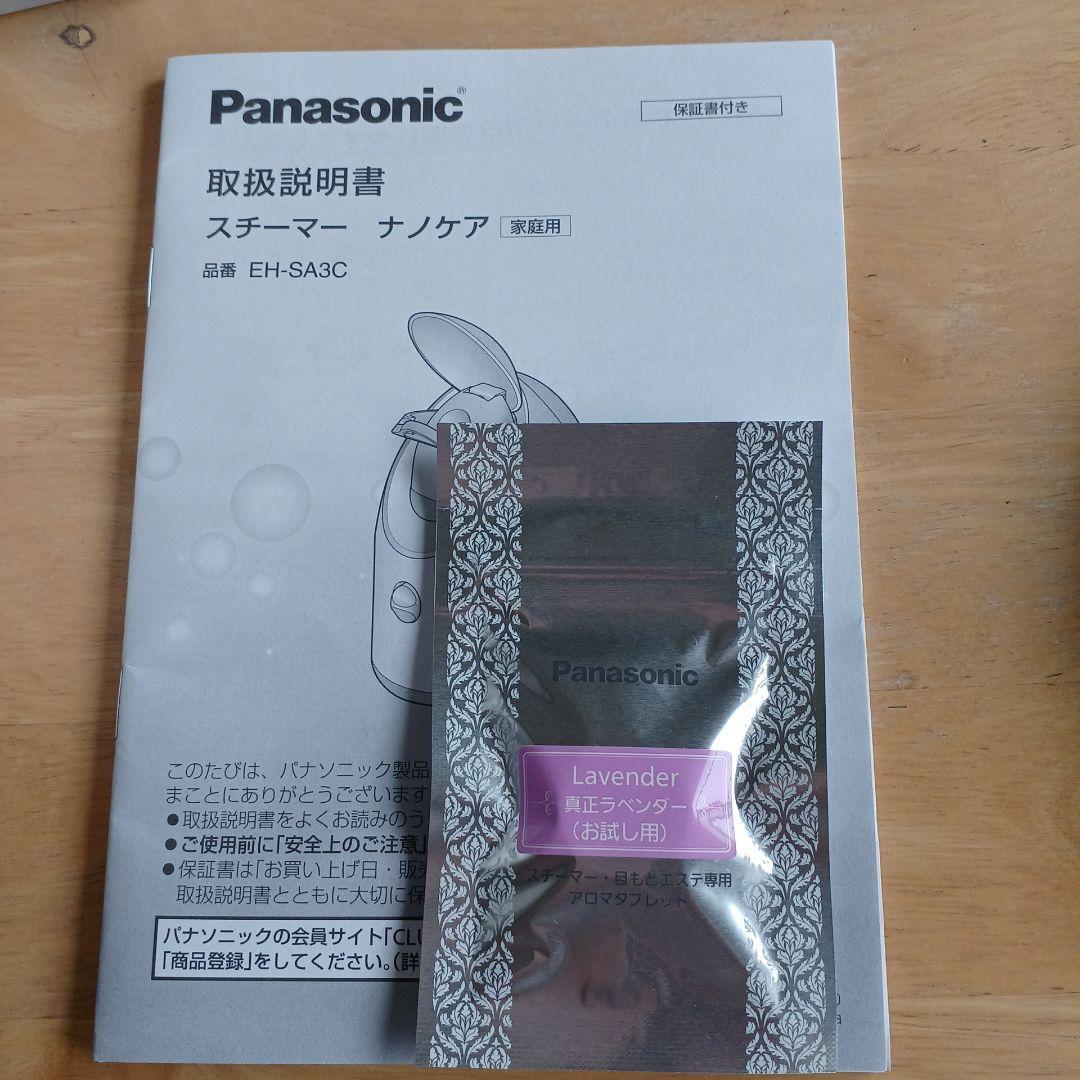 Panasonic®
保証書付き
取扱説明書
スチーマー ナノケア 家庭用
品番 EH-SA3C
このたびは、パナソニック製品
まことにありがとうございます
●取扱説明書をよくお読みのう
●ご使用前に「安全上のご注意」
●保証書は「お買い上げ日・販売
取扱説明書とともに大切に保
パナソニックの会員サイト「CLU
「商品登録」をしてください。(詳
Panasonic
Lavender
真正ラベンダー
(お試し用)
スチーマー・目もとエステ専用
アロマタブレット